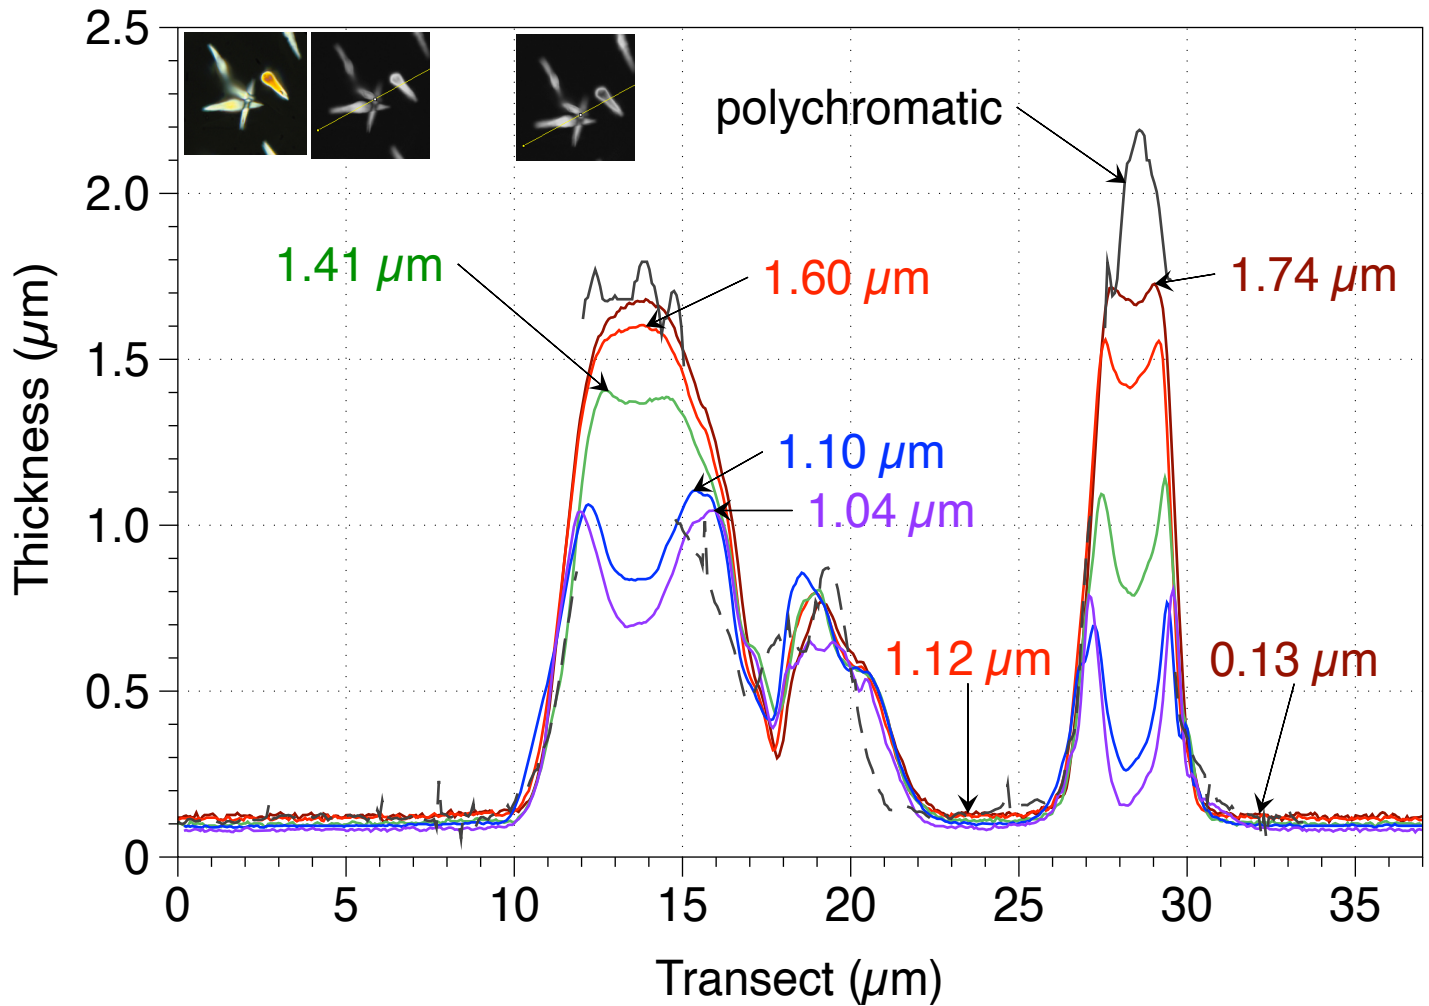 2.5
2.0
1.5
1.0
0.5
0
Thickness (µm)
polychromatic
1.41 µm
1.60 µm
1.74 µm
1.10 µm
1.04 µm
1.12 µm
0.13 µm
0 5 10 15 20 25 30 35
Transect (µm)